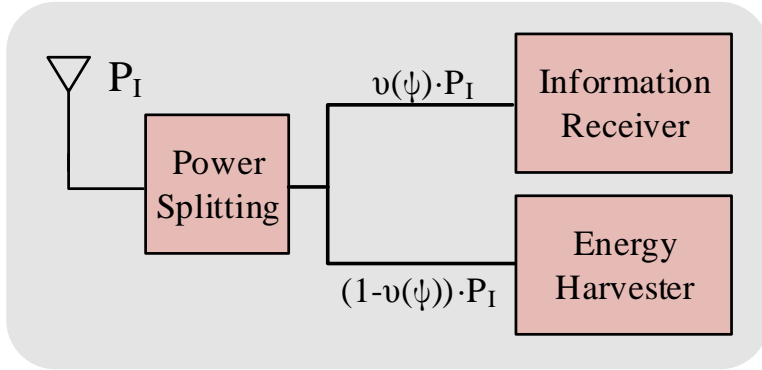 P_I
Power
Splitting
υ(ψ)·P_I
Information
Receiver
(1-υ(ψ))·P_I
Energy
Harvester